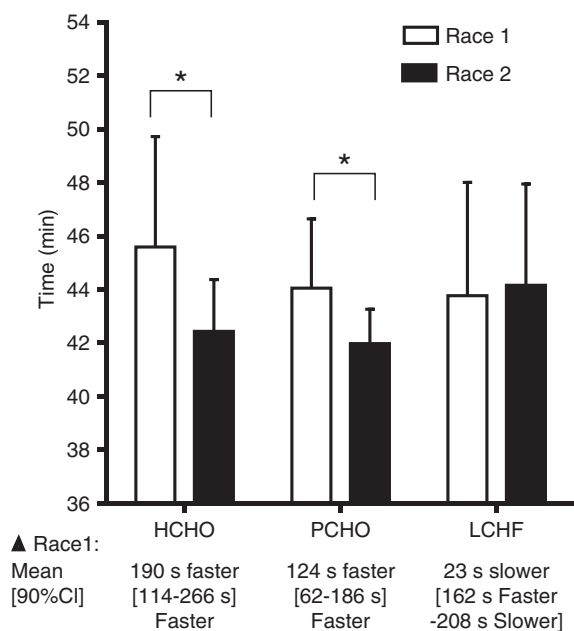 54
52
50
48
46
44
42
40
38
36
Time (min)
Race 1
Race 2
*
*
HCHO PCHO LCHF
▲ Race1:
Mean 190 s faster 124 s faster 23 s slower
[90%CI] [114-266 s] [62-186 s] [162 s Faster
Faster Faster -208 s Slower]